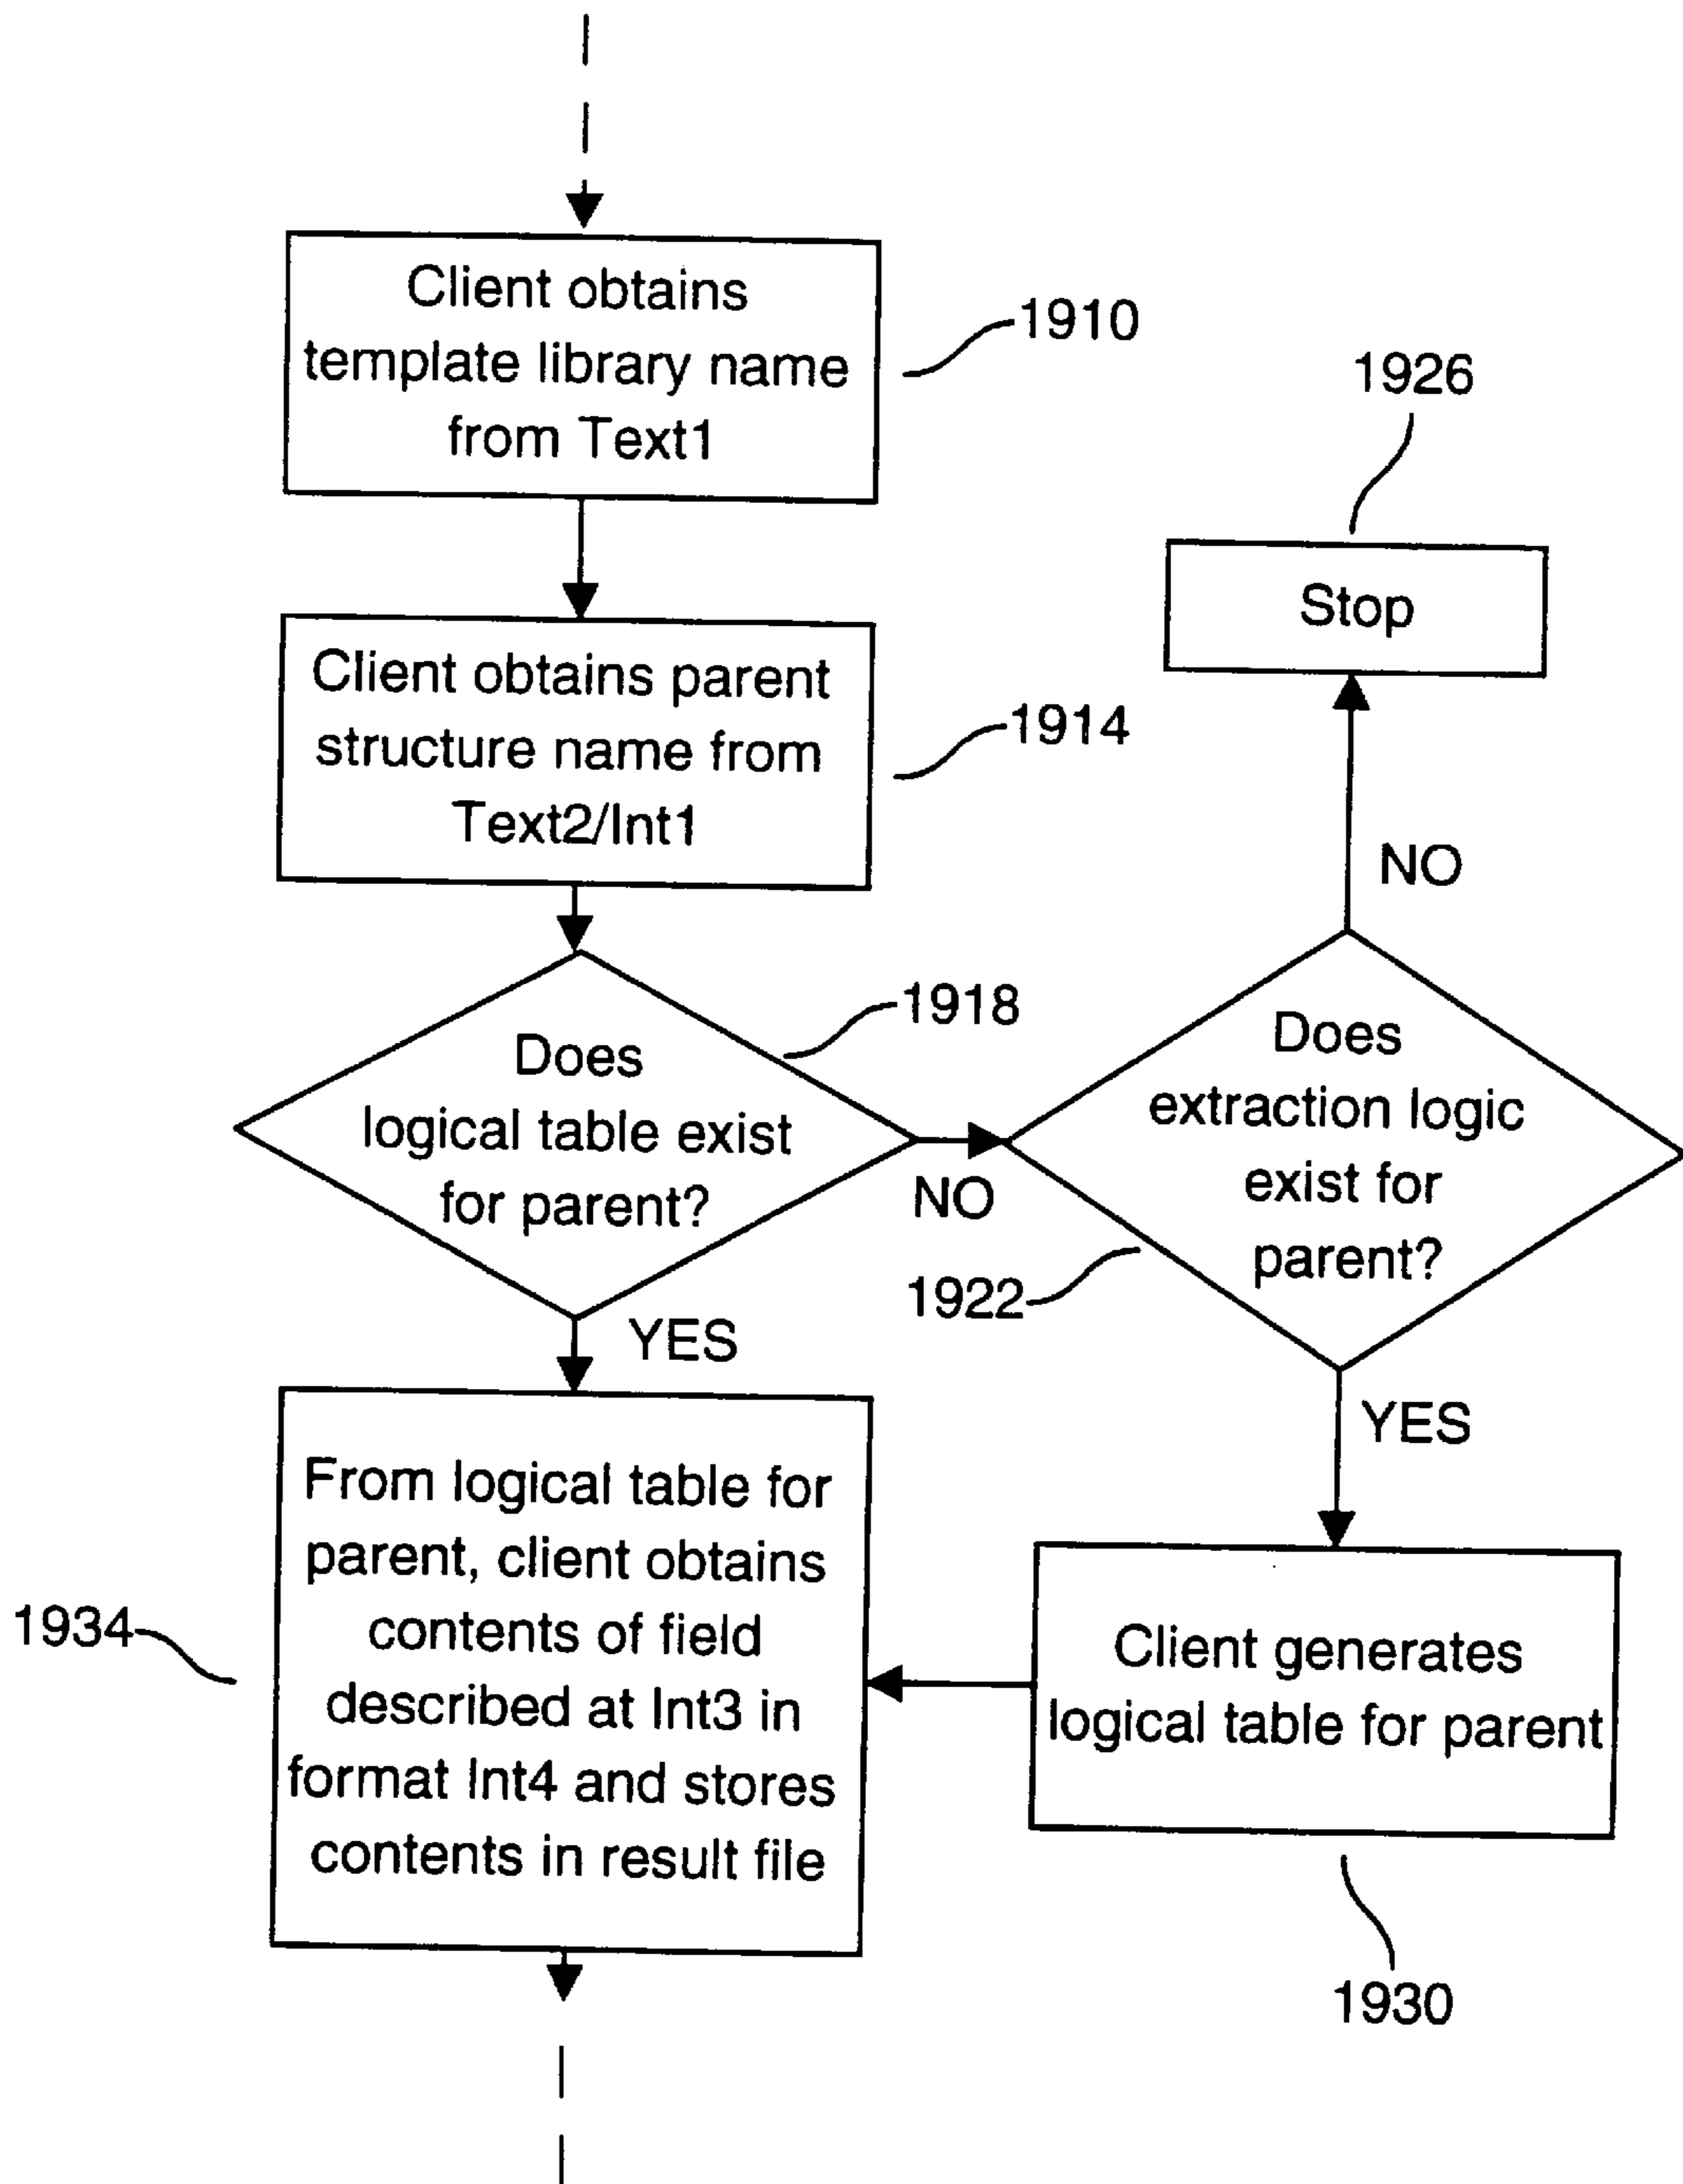 Client obtains
template library name
from Text1
1910
1926
Stop
Client obtains parent
structure name from
Text2/Int1
1914
NO
1918
Does
logical table exist
for parent?
NO
Does
extraction logic
exist for
parent?
1922
YES
YES
From logical table for
parent, client obtains
contents of field
described at Int3 in
format Int4 and stores
contents in result file
1934
Client generates
logical table for parent
1930